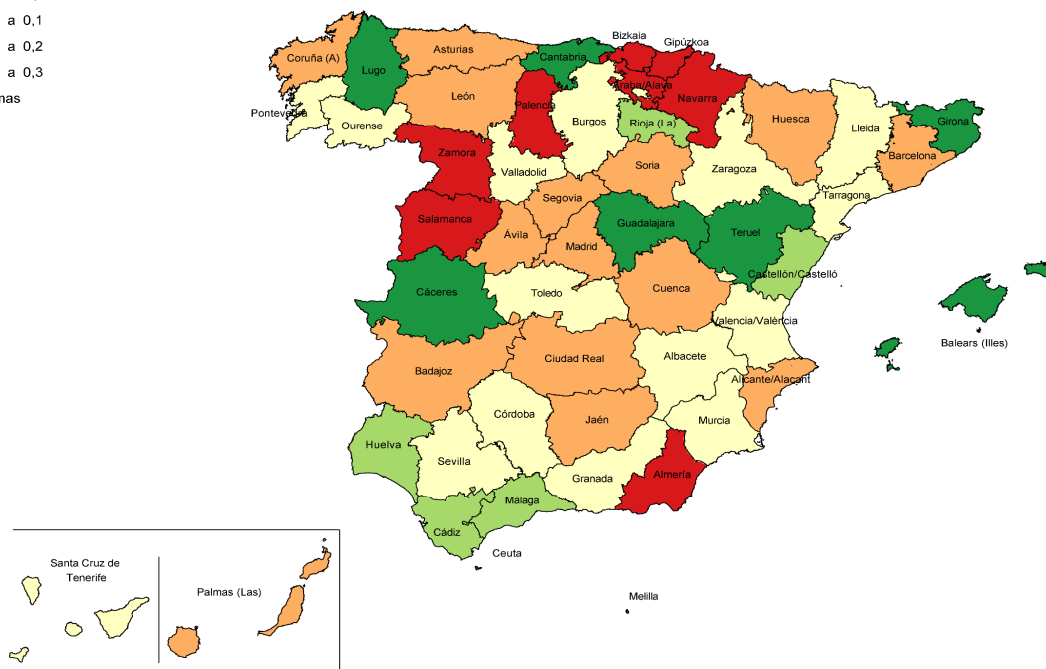 a 0,1
a 0,2
a 0,3
mas
Coruña (A)
Lugo
Asturias
Cantabria
Bizkaia
Gipúzkoa
Araba/Álava
Navarra
León
Palencia
Burgos
Rioja (La)
Huesca
Lleida
Girona
Barcelona
Pontevedra
Ourense
Zamora
Valladolid
Soria
Zaragoza
Tarragona
Salamanca
Segovia
Ávila
Madrid
Guadalajara
Teruel
Castellón/Castelló
Cáceres
Toledo
Cuenca
Valencia/València
Balears (Illes)
Badajoz
Ciudad Real
Albacete
Alicante/Alacant
Huelva
Córdoba
Jaén
Murcia
Sevilla
Granada
Almería
Málaga
Cádiz
Ceuta
Melilla
Santa Cruz de
Tenerife
Palmas (Las)